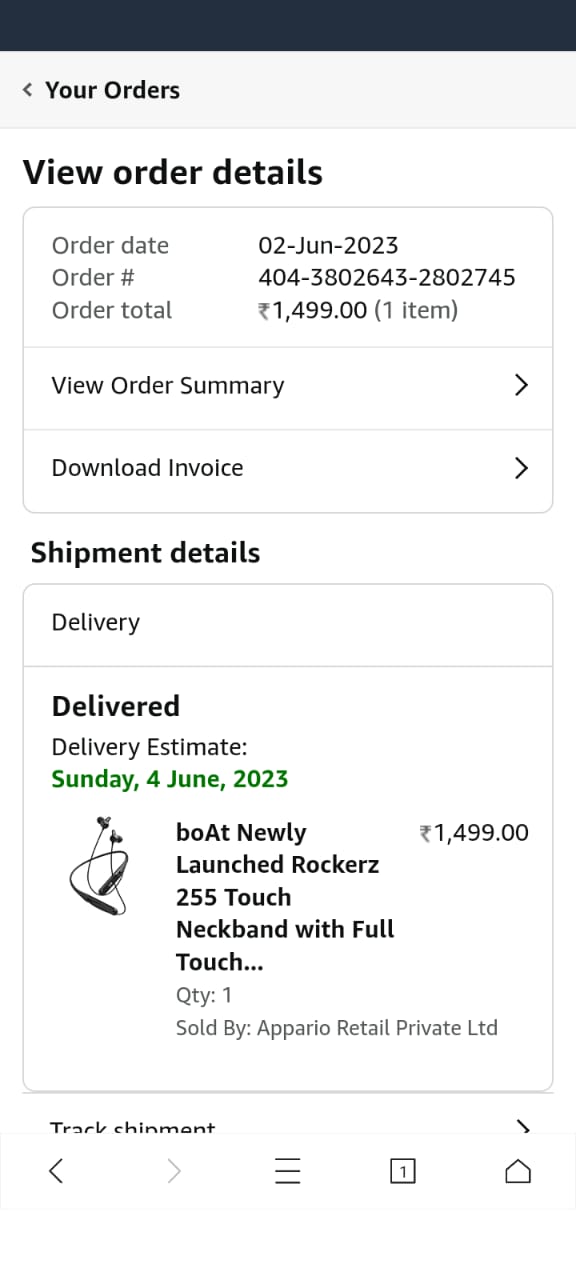 Your Orders
View order details
Order date 02-Jun-2023
Order # 404-3802643-2802745
Order total ₹1,499.00 (1 item)
View Order Summary
Download Invoice
Shipment details
Delivery
Delivered
Delivery Estimate:
Sunday, 4 June, 2023
boAt Newly ₹1,499.00
Launched Rockerz
255 Touch
Neckband with Full
Touch...
Qty: 1
Sold By: Appario Retail Private Ltd
Track shipment
1